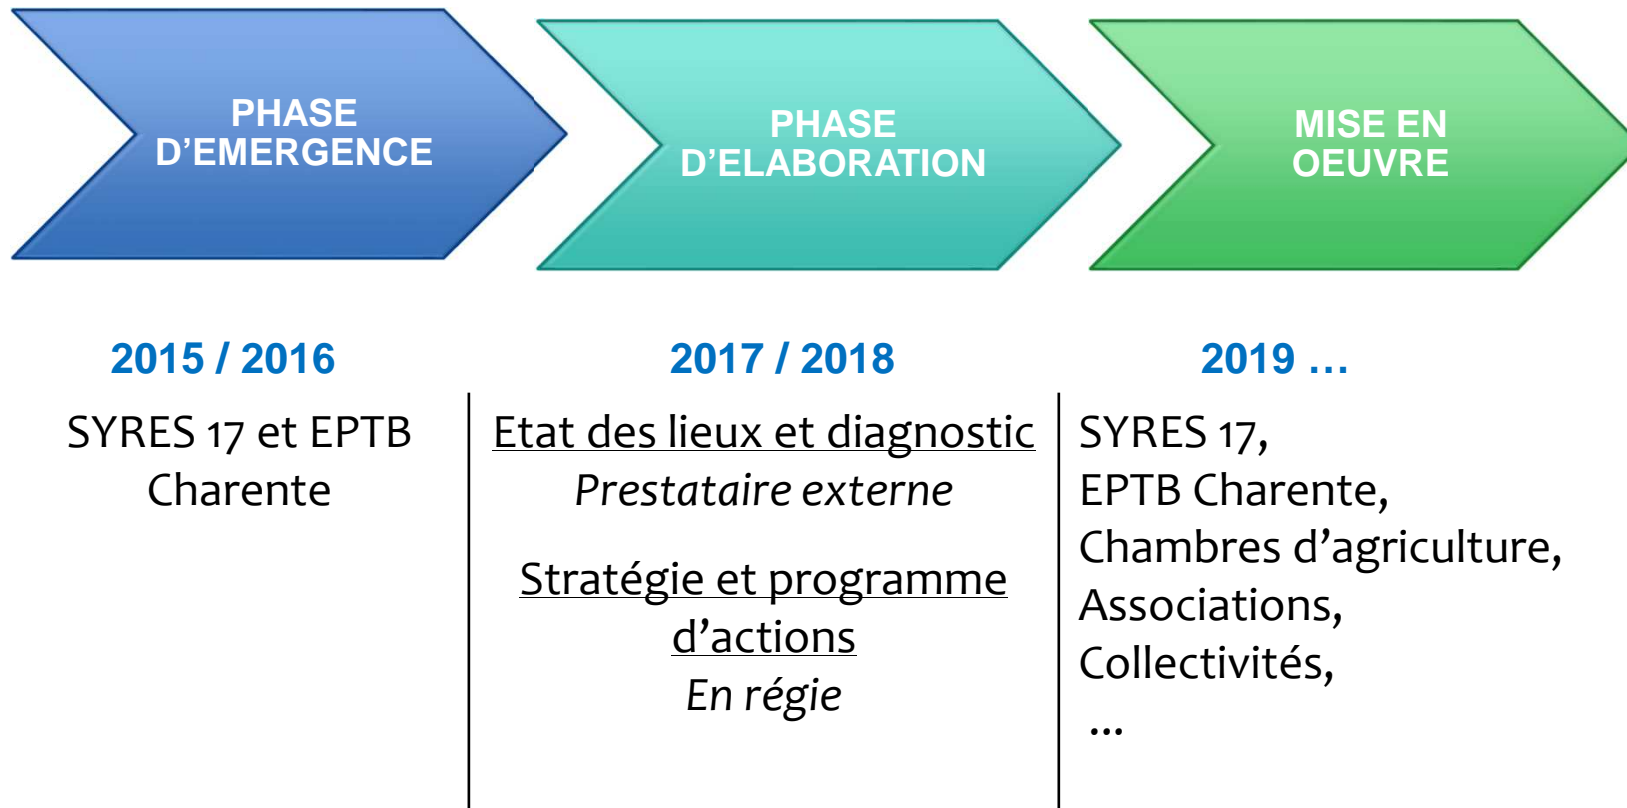 PHASE
D’EMERGENCE
PHASE
D’ELABORATION
MISE EN
OEUVRE
2015 / 2016
2017 / 2018
2019 …
SYRES 17 et EPTB
Charente
Etat des lieux et diagnostic
Prestataire externe
Stratégie et programme
d’actions
En régie
SYRES 17,
EPTB Charente,
Chambres d’agriculture,
Associations,
Collectivités,
...